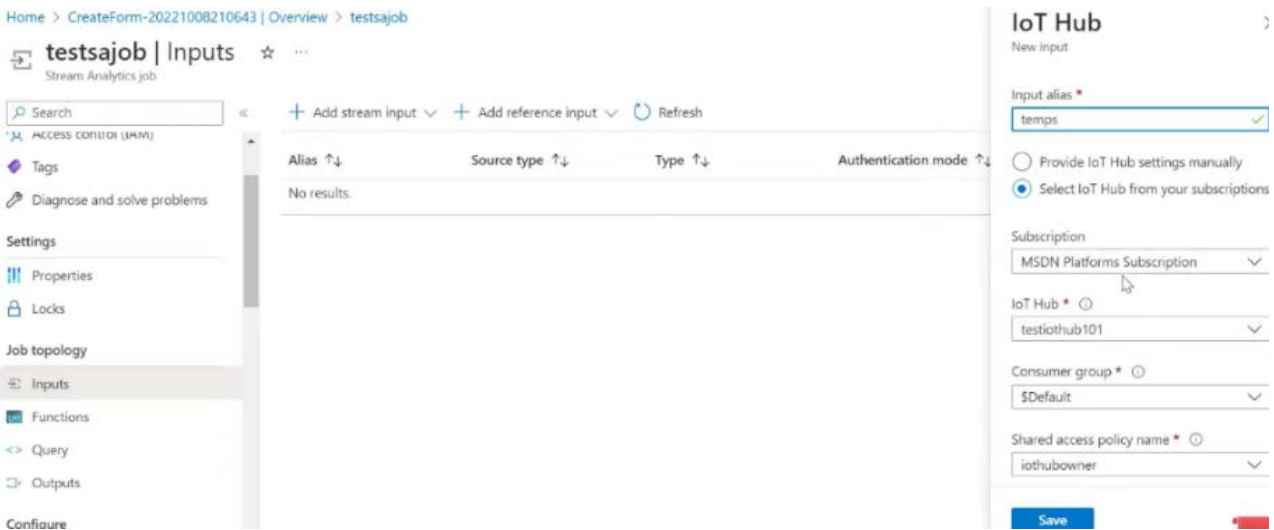 Home > CreateForm-20221008210643 | Overview > testsajob
testsajob | Inputs
Stream Analytics job
Search
Access control (IAM)
Tags
Diagnose and solve problems
Settings
Properties
Locks
Job topology
Inputs
Functions
Query
Outputs
Configure
+ Add stream input + Add reference input Refresh
Alias ↑↓ Source type ↑↓ Type ↑↓ Authentication mode ↑↓
No results.
IoT Hub
New input
Input alias *
temps
Provide IoT Hub settings manually
Select IoT Hub from your subscriptions
Subscription
MSDN Platforms Subscription
IoT Hub *
testiothub101
Consumer group *
$Default
Shared access policy name *
iothubowner
Save